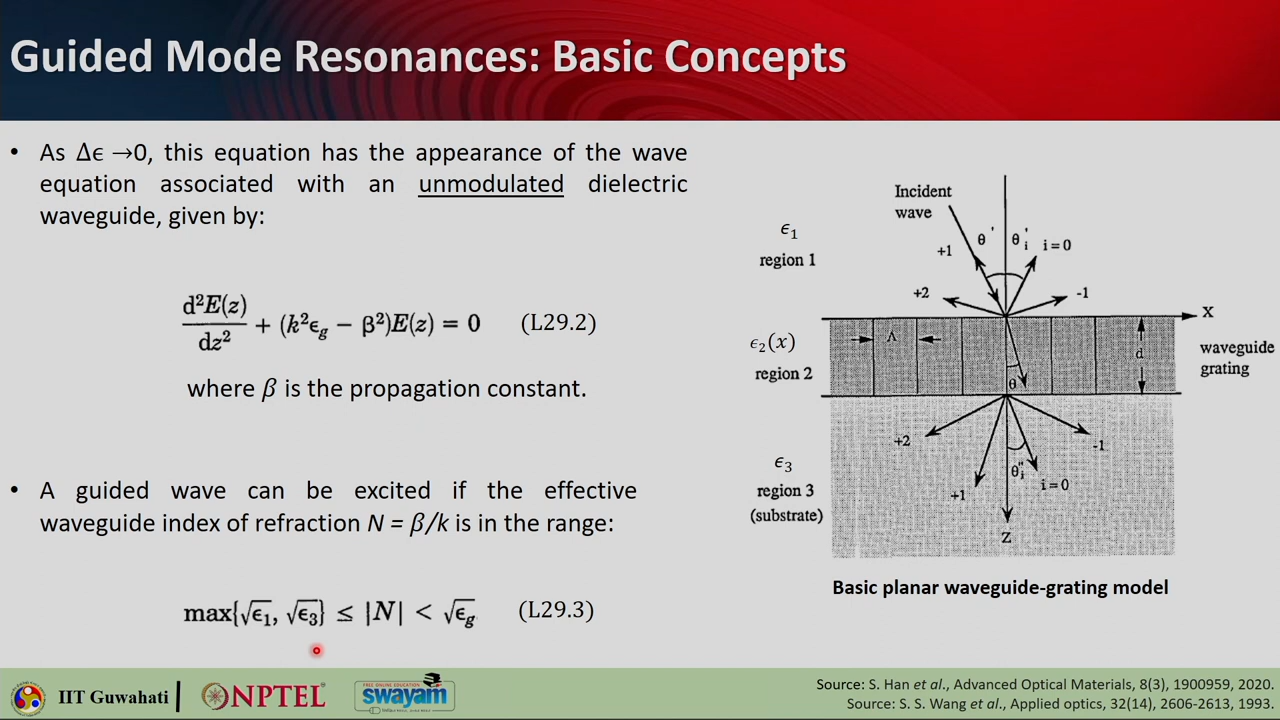 Guided Mode Resonances: Basic Concepts
• As Δϵ →0, this equation has the appearance of the wave
equation associated with an unmodulated dielectric
waveguide, given by:
d²E(z)/dz² + (k²ϵg − β²)E(z) = 0 (L29.2)
where β is the propagation constant.
• A guided wave can be excited if the effective
waveguide index of refraction N = β/k is in the range:
max{√ϵ1, √ϵ3} ≤ |N| < √ϵg (L29.3)
Incident
wave
θ' θi' i=0
+1
+2 -1
ϵ1
region 1
X
ϵ2(x)
region 2
Λ
d
θ
waveguide
grating
ϵ3
region 3
(substrate)
+2 -1
+1 θi" i=0
Z
Basic planar waveguide-grating model
IIT Guwahati
NPTEL
FREE ONLINE EDUCATION
swayam
Source: S. Han et al., Advanced Optical Materials, 8(3), 1900959, 2020.
Source: S. S. Wang et al., Applied optics, 32(14), 2606-2613, 1993.